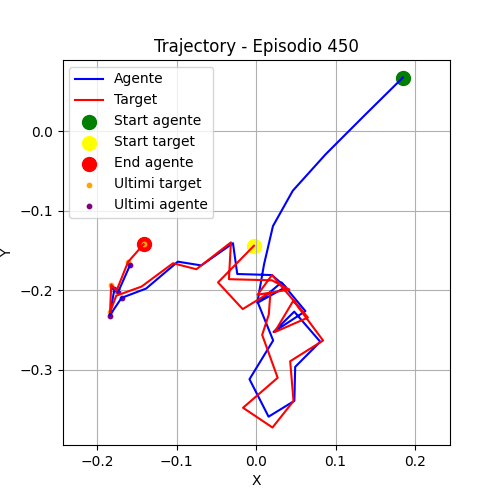 Trajectory - Episodio 450
Agente
Target
Start agente
Start target
End agente
Ultimi target
Ultimi agente
0.0
−0.1
−0.2
−0.3
Y
−0.2 −0.1 0.0 0.1 0.2
X